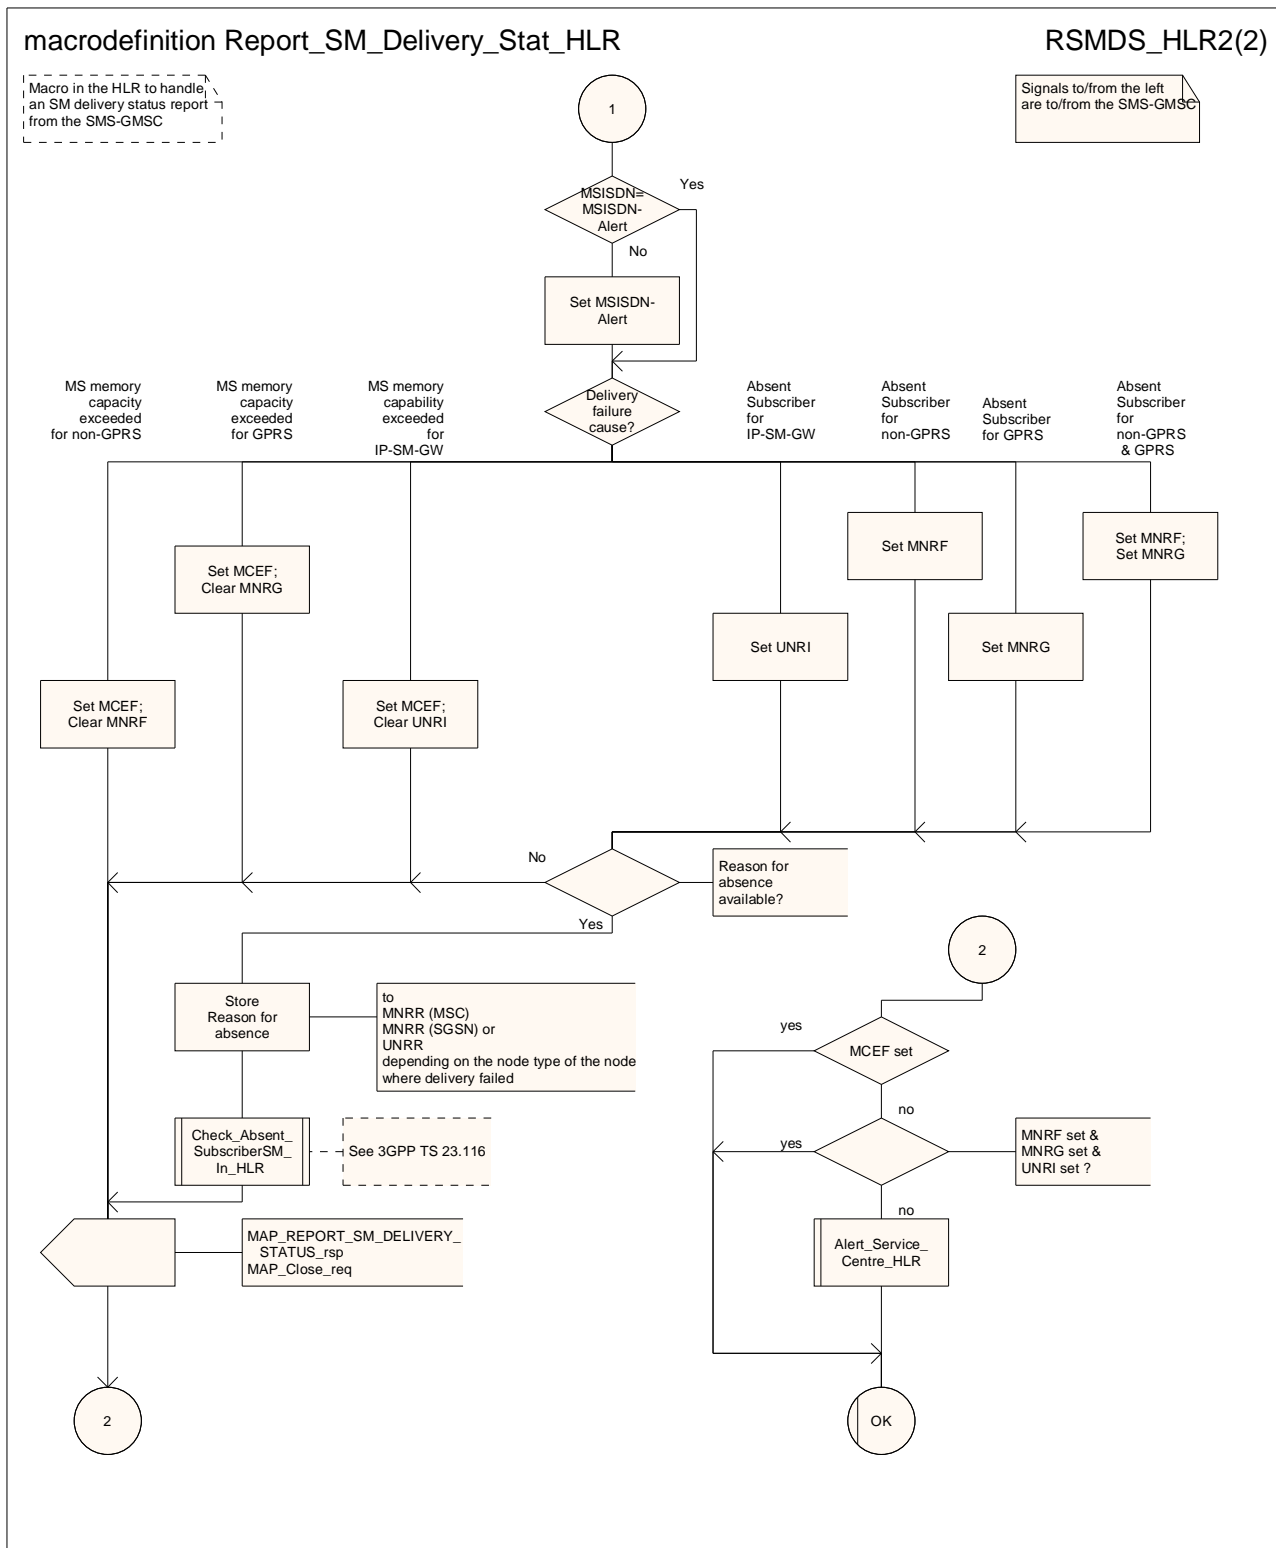 macrodefinition Report_SM_Delivery_Stat_HLR
RSMDS_HLR2(2)
Macro in the HLR to handle
an SM delivery status report
from the SMS-GMSC
1
Signals to/from the left
are to/from the SMS-GMSC
MSISDN=
MSISDN-
Alert
Yes
No
Set MSISDN-
Alert
MS memory
capacity
exceeded
for non-GPRS
MS memory
capacity
exceeded
for GPRS
MS memory
capability
exceeded
for
IP-SM-GW
Delivery
failure
cause?
Absent
Subscriber
for
IP-SM-GW
Absent
Subscriber
for
non-GPRS
Absent
Subscriber
for GPRS
Absent
Subscriber
for
non-GPRS
& GPRS
Set MCEF;
Clear MNRG
Set MNRF
Set MNRF;
Set MNRG
Set UNRI
Set MNRG
Set MCEF;
Clear MNRF
Set MCEF;
Clear UNRI
No
Reason for
absence
available?
Yes
Store
Reason for
absence
to
MNRR (MSC)
MNRR (SGSN) or
UNRR
depending on the node type of the node
where delivery failed
Check_Absent_
SubscriberSM_
In_HLR
See 3GPP TS 23.116
MAP_REPORT_SM_DELIVERY_
STATUS_rsp
MAP_Close_req
2
2
yes
MCEF set
no
yes
MNRF set &
MNRG set &
UNRI set ?
no
Alert_Service_
Centre_HLR
OK